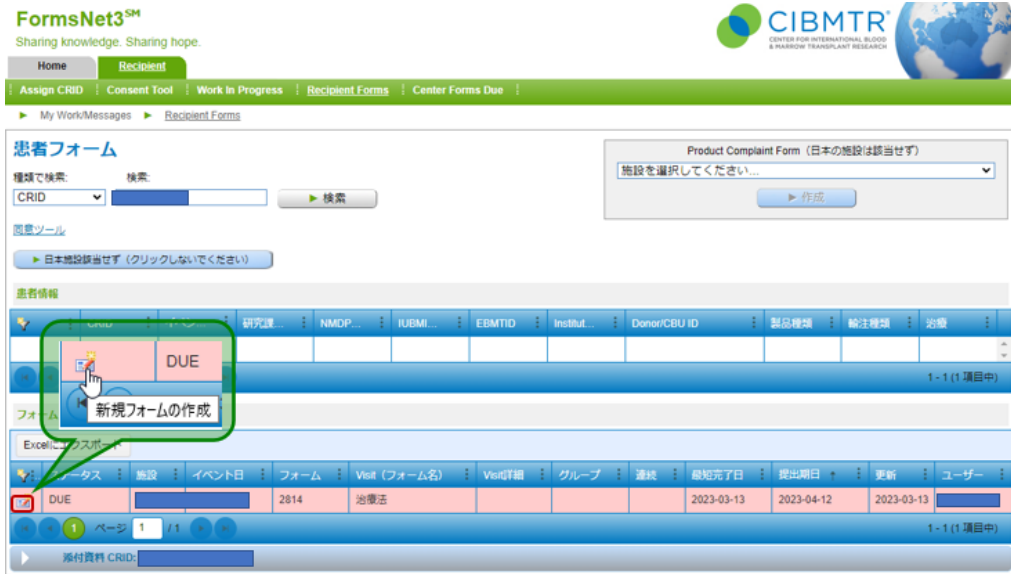 FormsNet3SM
Sharing knowledge. Sharing hope.
CIBMTR®
CENTER FOR INTERNATIONAL BLOOD
& MARROW TRANSPLANT RESEARCH
Home Recipient
Assign CRID Consent Tool Work In Progress Recipient Forms Center Forms Due
My Work/Messages Recipient Forms
患者フォーム
Product Complaint Form（日本の施設は該当せず）
種類で検索: 検索:
施設を選択してください...
CRID 検索
作成
同意ツール
日本施設該当せず（クリックしないでください）
患者情報
CRID イベン... 研究課... NMDP... IUBMI... EBMTID Institut... Donor/CBU ID 製品種類 輸注種類 治療
DUE
1 - 1 (1 項目中)
新規フォームの作成
フォーム
Excelにエクスポート
ステータス 施設 イベント日 フォーム Visit（フォーム名） Visit詳細 グループ 連続 最短完了日 提出期日 更新 ユーザー
DUE 2814 治療法 2023-03-13 2023-04-12 2023-03-13
1 ページ 1 / 1 1 - 1 (1 項目中)
添付資料 CRID: